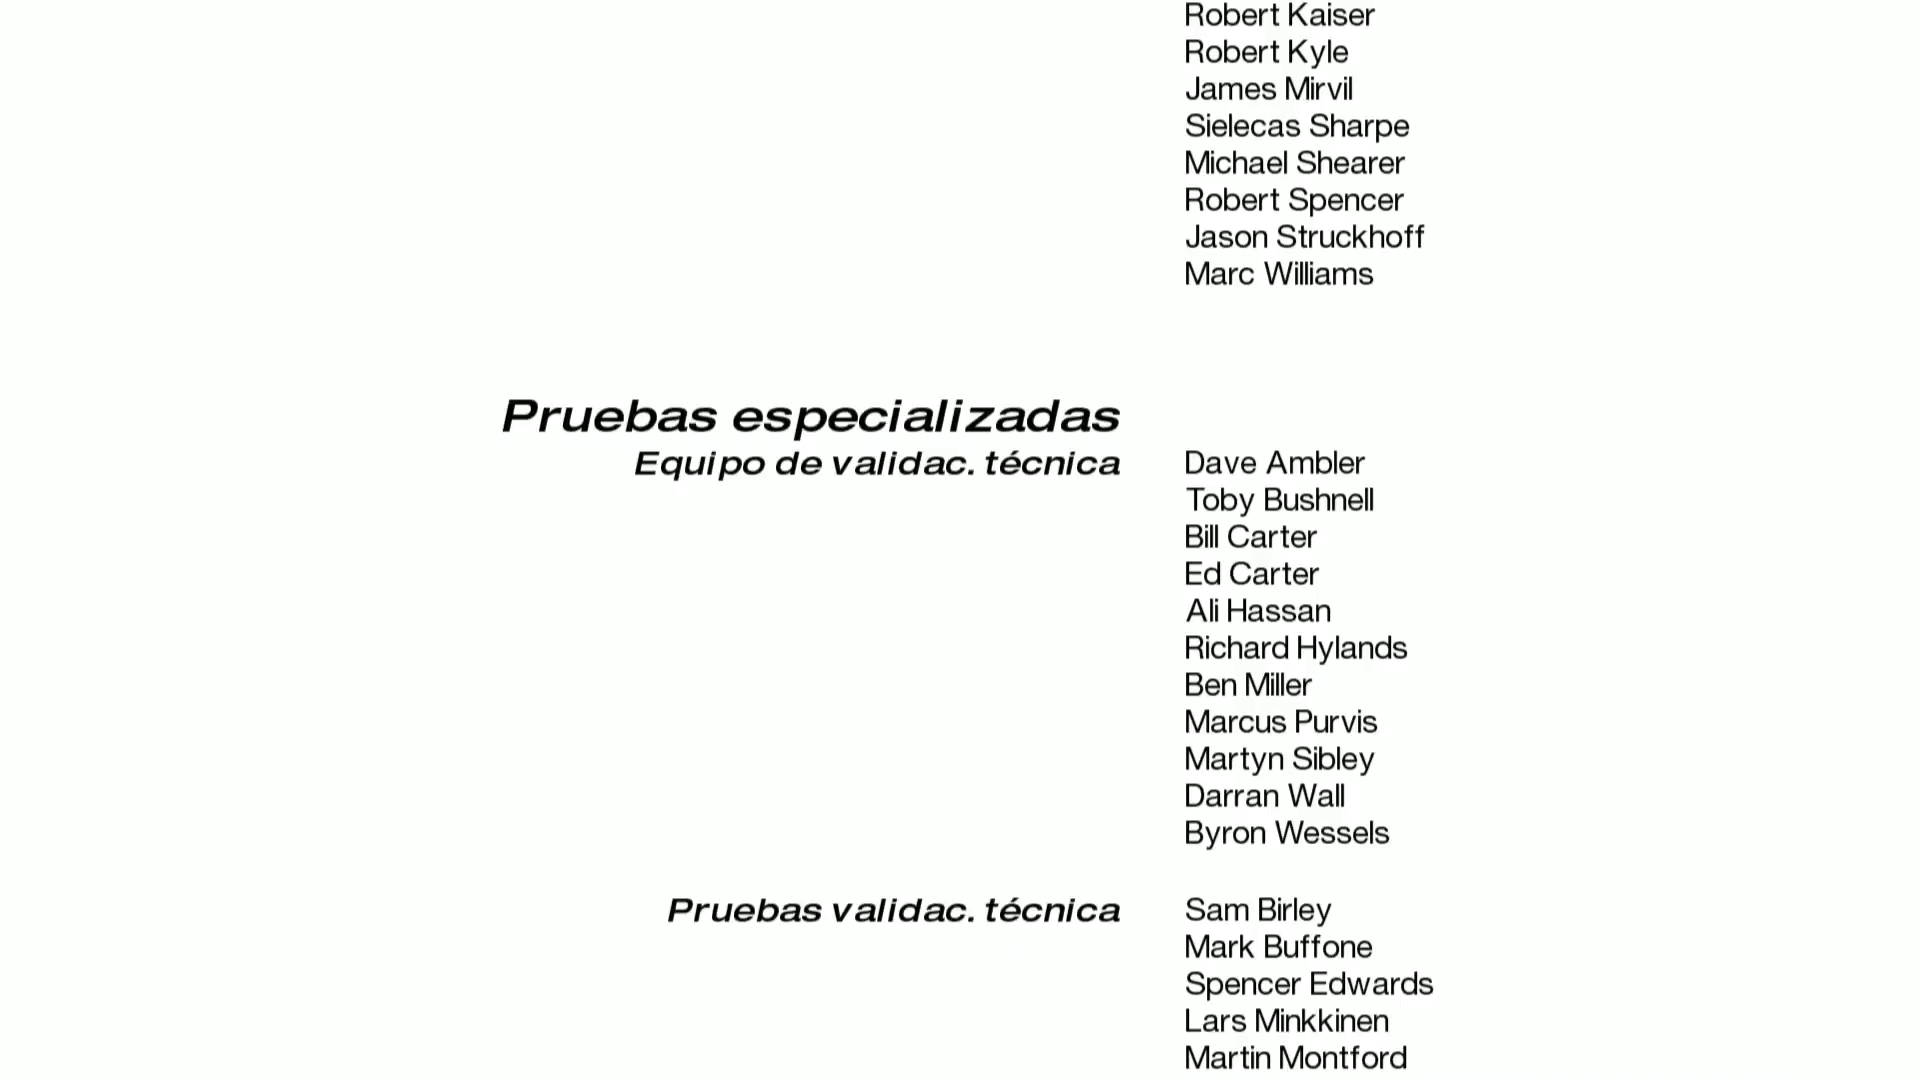 Robert Kaiser
Robert Kyle
James Mirvil
Sielecas Sharpe
Michael Shearer
Robert Spencer
Jason Struckhoff
Marc Williams
Pruebas especializadas
Equipo de validac. técnica Dave Ambler
Toby Bushnell
Bill Carter
Ed Carter
Ali Hassan
Richard Hylands
Ben Miller
Marcus Purvis
Martyn Sibley
Darran Wall
Byron Wessels
Pruebas validac. técnica Sam Birley
Mark Buffone
Spencer Edwards
Lars Minkkinen
Martin Montford